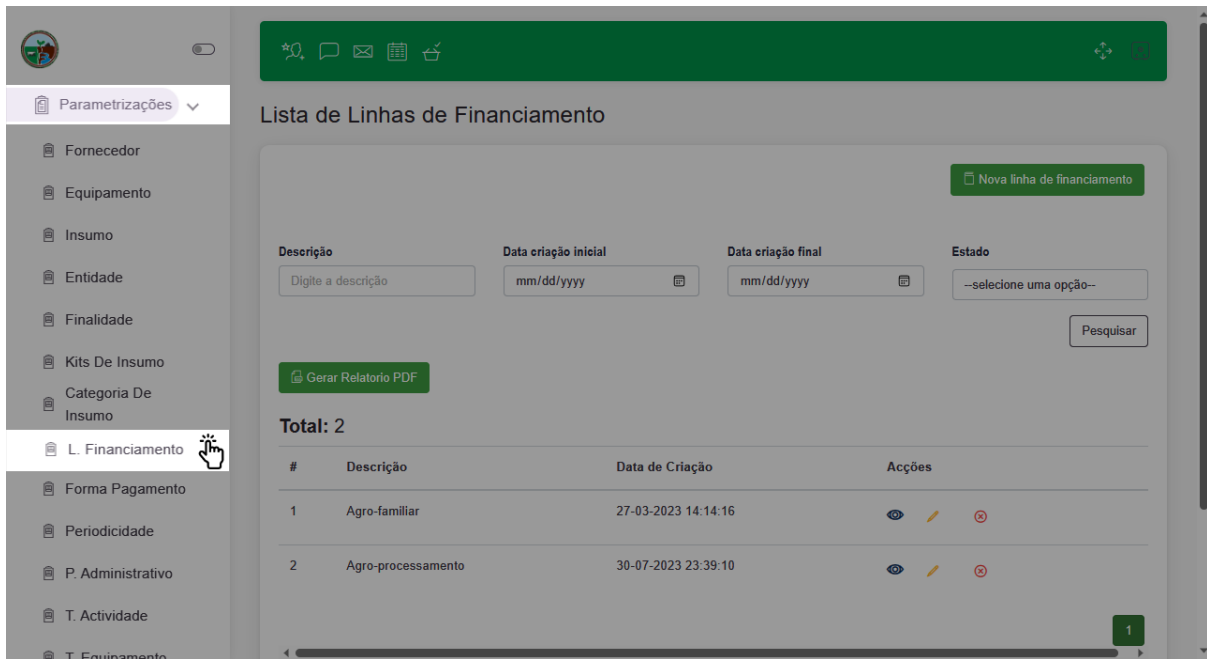 Parametrizações
Fornecedor
Equipamento
Insumo
Entidade
Finalidade
Kits De Insumo
Categoria De
Insumo
L. Financiamento
Forma Pagamento
Periodicidade
P. Administrativo
T. Actividade
T. Equipamento
Lista de Linhas de Financiamento
Nova linha de financiamento
Descrição Data criação inicial Data criação final Estado
Digite a descrição mm/dd/yyyy mm/dd/yyyy --selecione uma opção--
Pesquisar
Gerar Relatorio PDF
Total: 2
# Descrição Data de Criação Acções
1 Agro-familiar 27-03-2023 14:14:16
2 Agro-processamento 30-07-2023 23:39:10
1